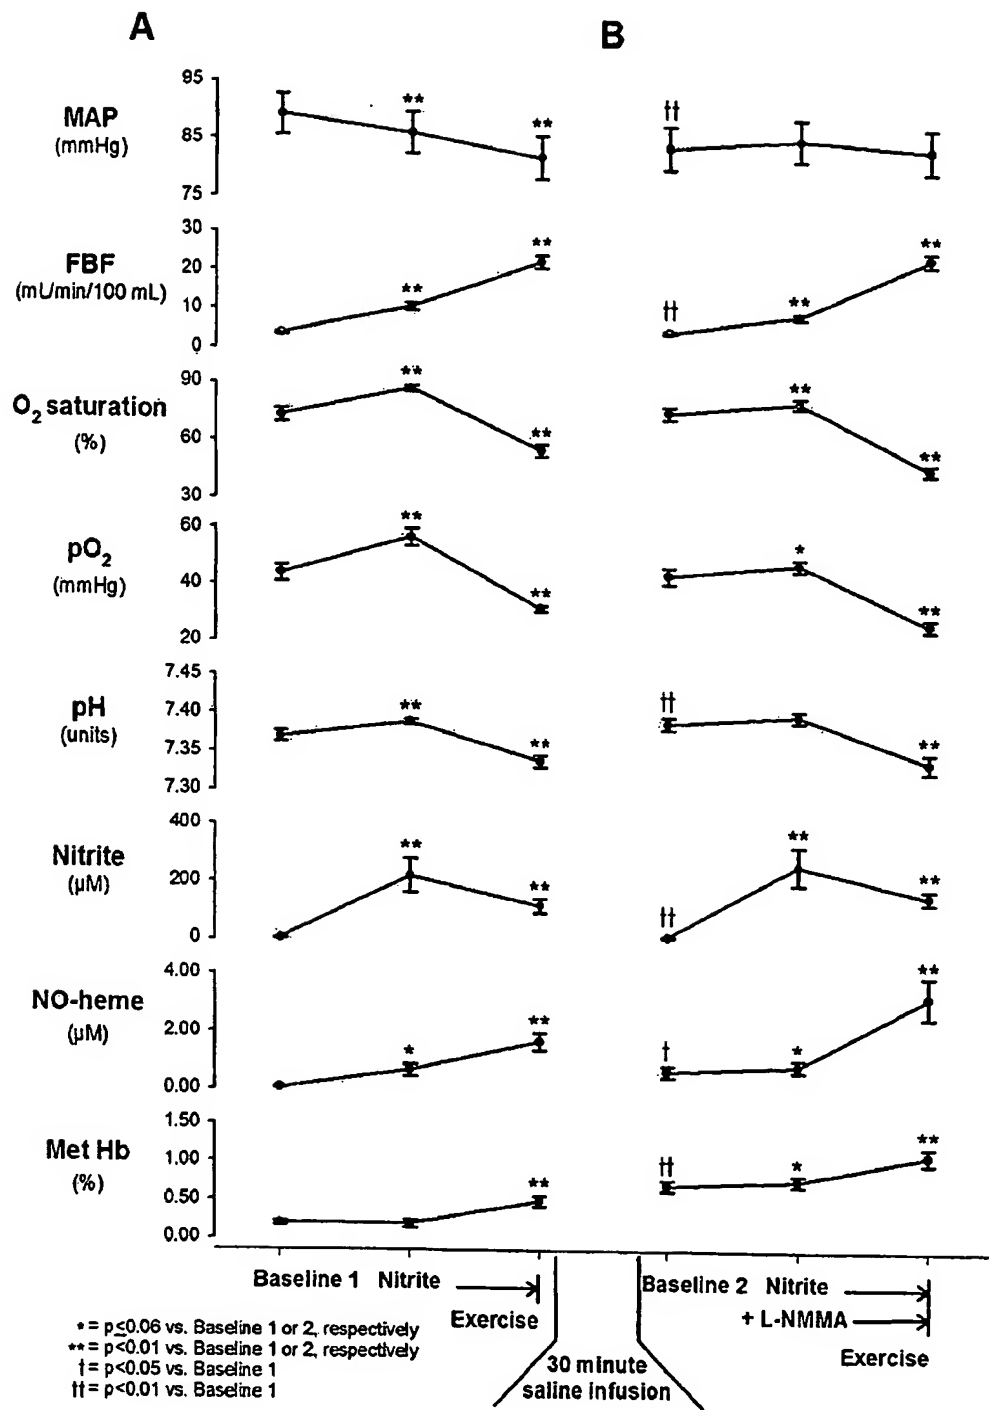 A
B
MAP
(mmHg)
95
85
75
**
**
††
FBF
(mL/min/100 mL)
30
20
10
0
**
**
††
**
**
O2 saturation
(%)
90
60
30
**
**
**
**
pO2
(mmHg)
60
40
20
**
**
*
**
pH
(units)
7.45
7.40
7.35
7.30
**
**
††
**
Nitrite
(µM)
400
200
0
**
**
††
**
**
NO-heme
(µM)
4.00
2.00
0.00
*
**
†
*
**
Met Hb
(%)
1.50
1.00
0.50
0.00
**
††
*
**
Baseline 1 Nitrite
Exercise
Baseline 2 Nitrite
+ L-NMMA
Exercise
30 minute
saline infusion
* = p≤0.06 vs. Baseline 1 or 2, respectively
** = p<0.01 vs. Baseline 1 or 2, respectively
† = p<0.05 vs. Baseline 1
†† = p<0.01 vs. Baseline 1